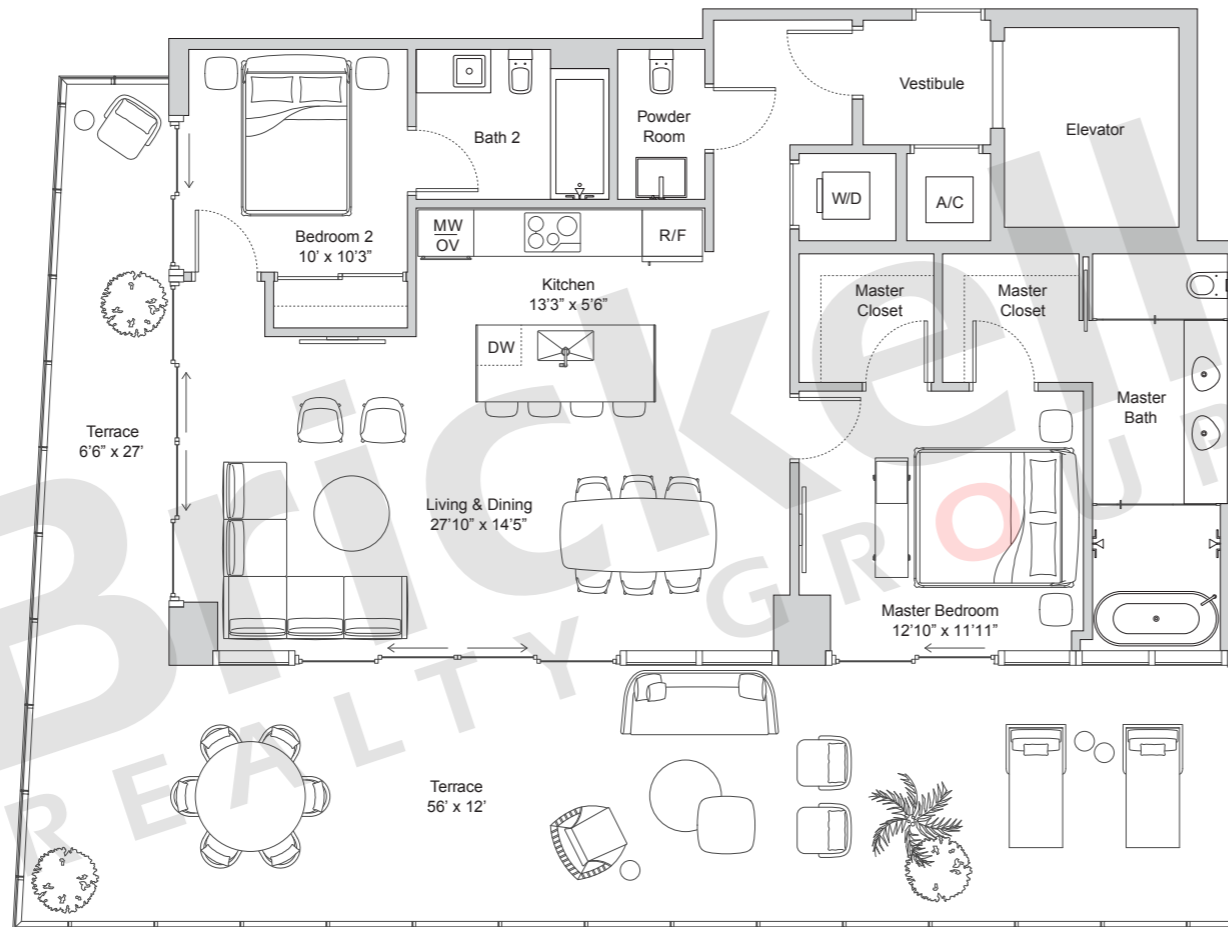 Vestibule
Elevator
Powder
Room
Bath 2
W/D
A/C
MW
OV
R/F
Bedroom 2
10’ x 10’3”
Kitchen
13’3” x 5’6”
Master
Closet
Master
Closet
DW
Master
Bath
Terrace
6’6” x 27’
Living & Dining
27’10” x 14’5”
Master Bedroom
12’10” x 11’11”
Terrace
56’ x 12’
Brickell
REALTY GROUP